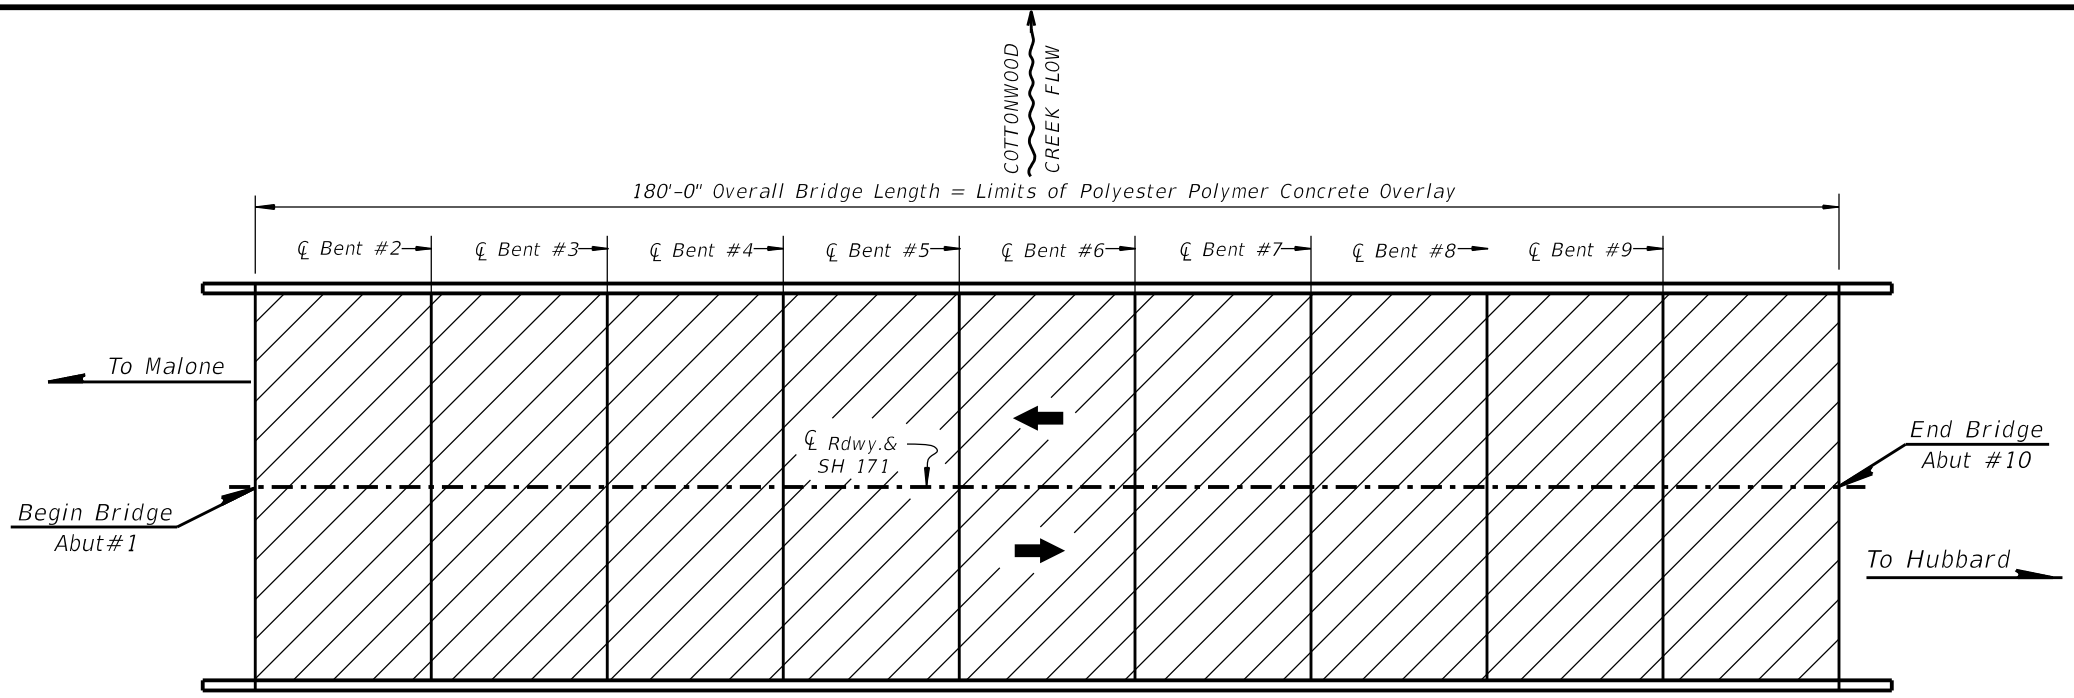 COTTONWOOD
CREEK FLOW
180'-0" Overall Bridge Length = Limits of Polyester Polymer Concrete Overlay
℄ Bent #2
℄ Bent #3
℄ Bent #4
℄ Bent #5
℄ Bent #6
℄ Bent #7
℄ Bent #8
℄ Bent #9
To Malone
℄ Rdwy.&
SH 171
End Bridge
Abut #10
Begin Bridge
Abut#1
To Hubbard